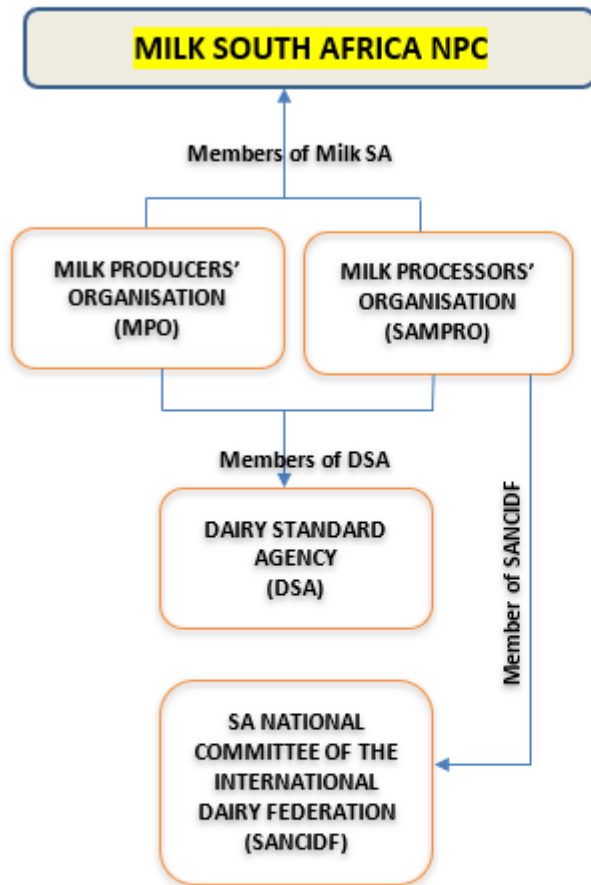 MILK SOUTH AFRICA NPC
Members of Milk SA
MILK PRODUCERS’
ORGANISATION
(MPO)
MILK PROCESSORS’
ORGANISATION
(SAMPRO)
Members of DSA
DAIRY STANDARD
AGENCY
(DSA)
Member of SANCIDF
SA NATIONAL
COMMITTEE OF THE
INTERNATIONAL
DAIRY FEDERATION
(SANCIDF)